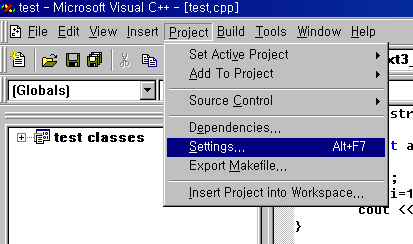 test - Microsoft Visual C++ - [test,cpp]
File Edit View Insert Project Build Tools Window Help
Set Active Project
Add To Project
Source Control
Dependencies,,,
Settings,,, Alt+F7
Export Makefile,,,
Insert Project into Workspace,,,
(Globals)
test classes
ext3_
str
t a
;
i=1
cout <<
}